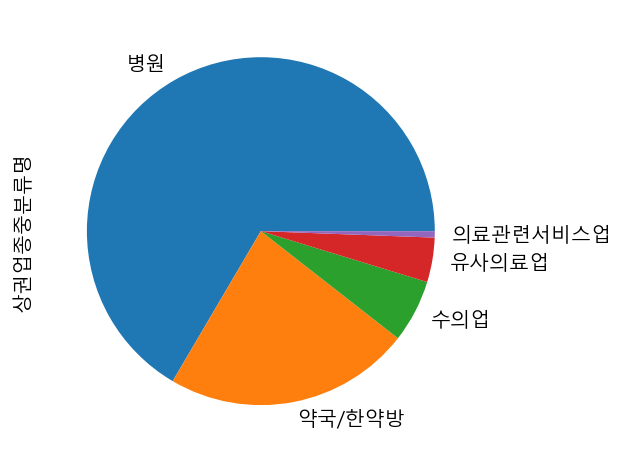 병원
상권업종중분류명
의료관련서비스업
유사의료업
수의업
약국/한약방